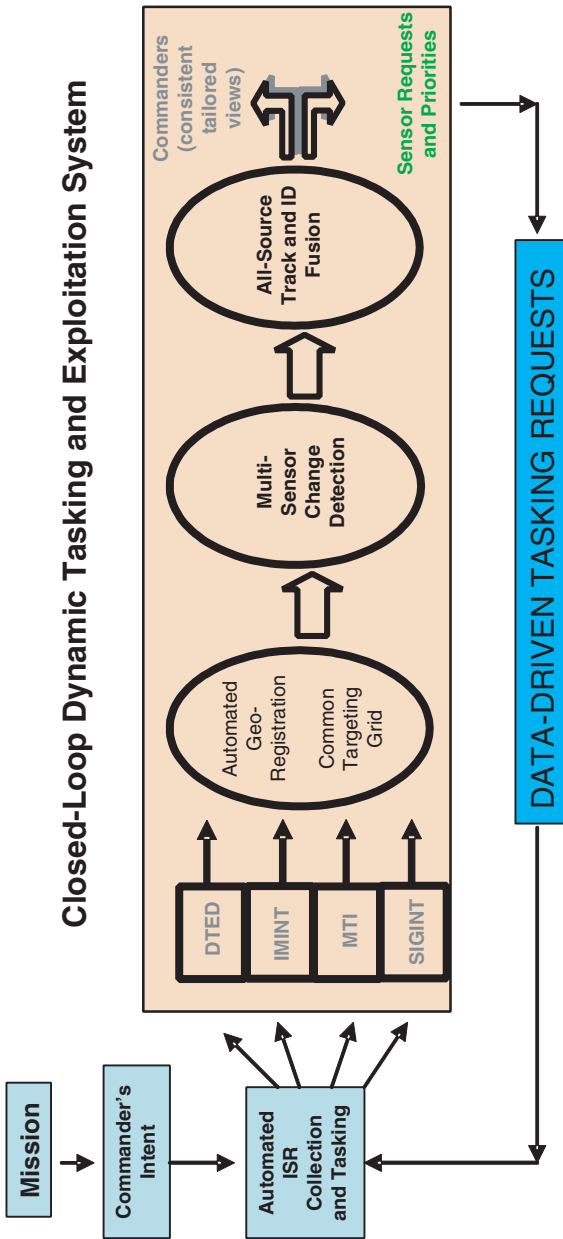 Closed-Loop Dynamic Tasking and Exploitation System
Mission
Commander's
Intent
Automated
ISR
Collection
and Tasking
DTED
IMINT
MTI
SIGINT
Automated
Geo-
Registration
Common
Targeting
Grid
Multi-
Sensor
Change
Detection
All-Source
Track and ID
Fusion
Commanders
(consistent
tailored
views)
Sensor Requests
and Priorities
DATA-DRIVEN TASKING REQUESTS